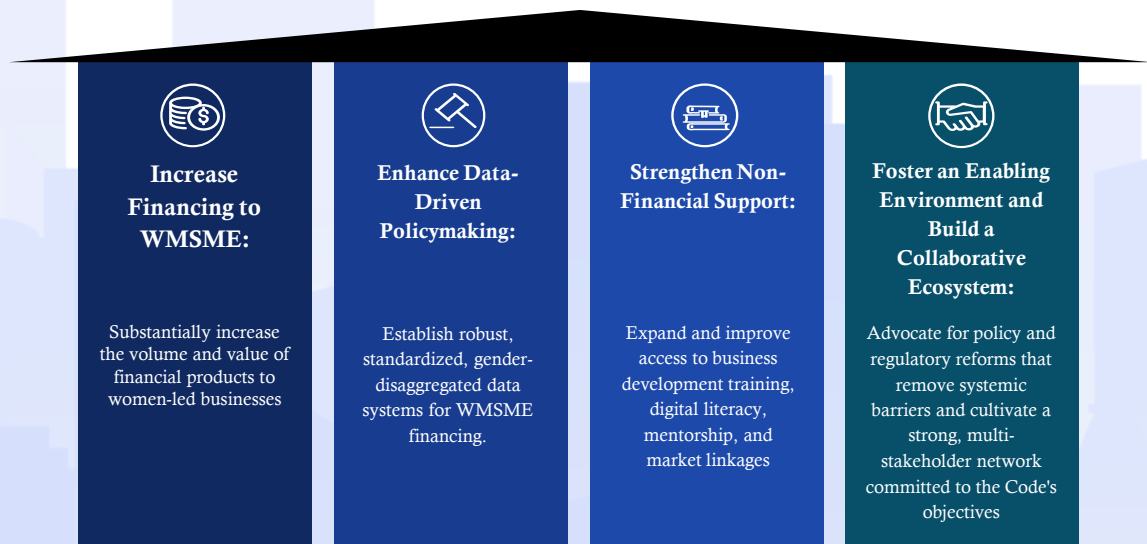 Increase
Financing to
WMSME:
Substantially increase
the volume and value of
financial products to
women-led businesses
Enhance Data-
Driven
Policymaking:
Establish robust,
standardized, gender-
disaggregated data
systems for WMSME
financing.
Strengthen Non-
Financial Support:
Expand and improve
access to business
development training,
digital literacy,
mentorship, and
market linkages
Foster an Enabling
Environment and
Build a
Collaborative
Ecosystem:
Advocate for policy and
regulatory reforms that
remove systemic
barriers and cultivate a
strong, multi-
stakeholder network
committed to the Code's
objectives